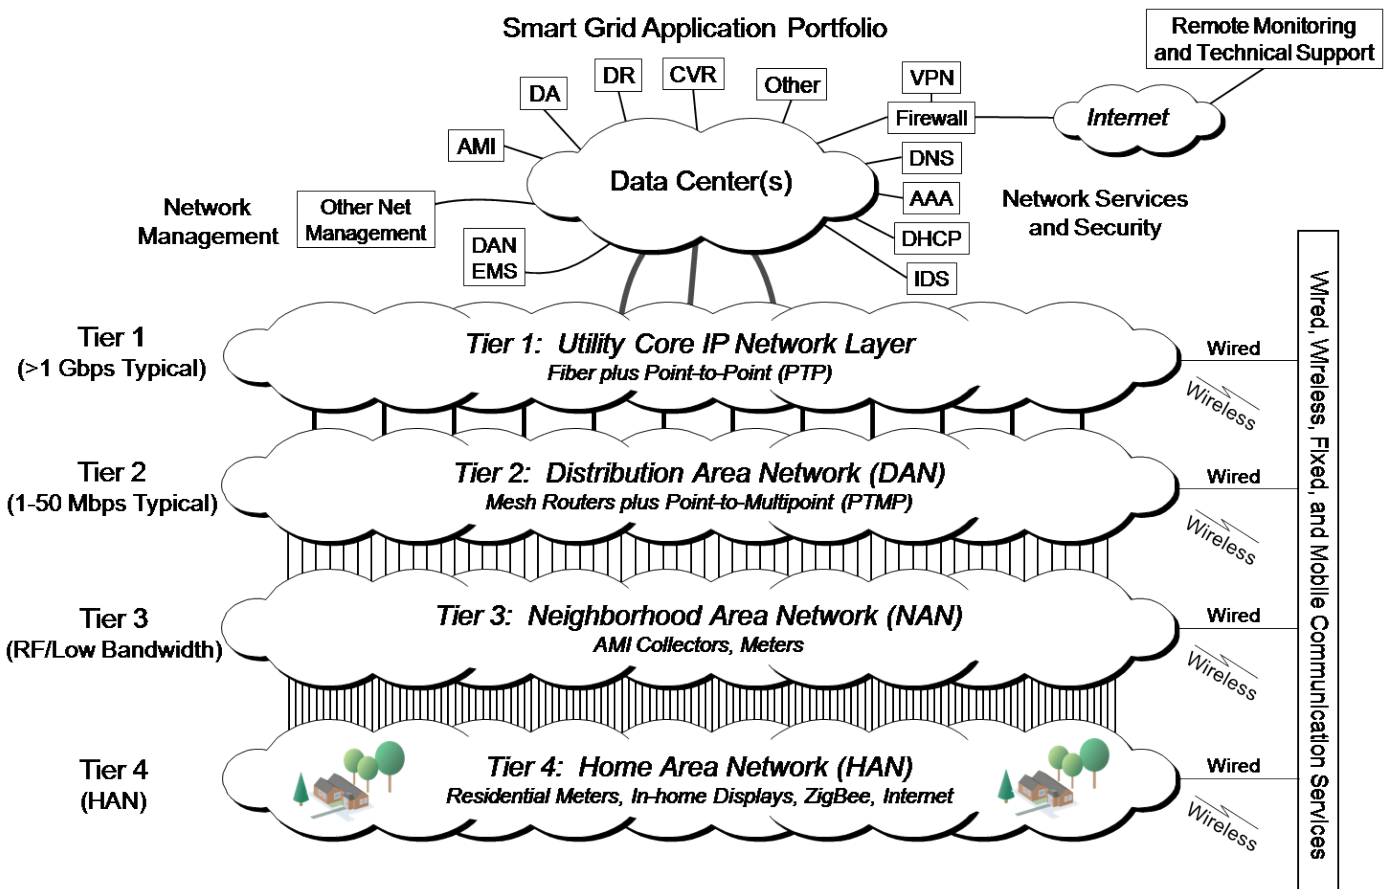 Smart Grid Application Portfolio
Remote Monitoring
and Technical Support
DA
DR
CVR
Other
VPN
Firewall
Internet
AMI
DNS
Data Center(s)
AAA
Network Services
and Security
Network
Management
Other Net
Management
DAN
EMS
DHCP
IDS
Tier 1
(>1 Gbps Typical)
Tier 1: Utility Core IP Network Layer
Fiber plus Point-to-Point (PTP)
Wired
Wireless
Tier 2
(1-50 Mbps Typical)
Tier 2: Distribution Area Network (DAN)
Mesh Routers plus Point-to-Multipoint (PTMP)
Wired
Wireless
Tier 3
(RF/Low Bandwidth)
Tier 3: Neighborhood Area Network (NAN)
AMI Collectors, Meters
Wired
Wireless
Tier 4
(HAN)
Tier 4: Home Area Network (HAN)
Residential Meters, In-home Displays, ZigBee, Internet
Wired
Wireless
Wired, Wireless, Fixed, and Mobile Communication Services